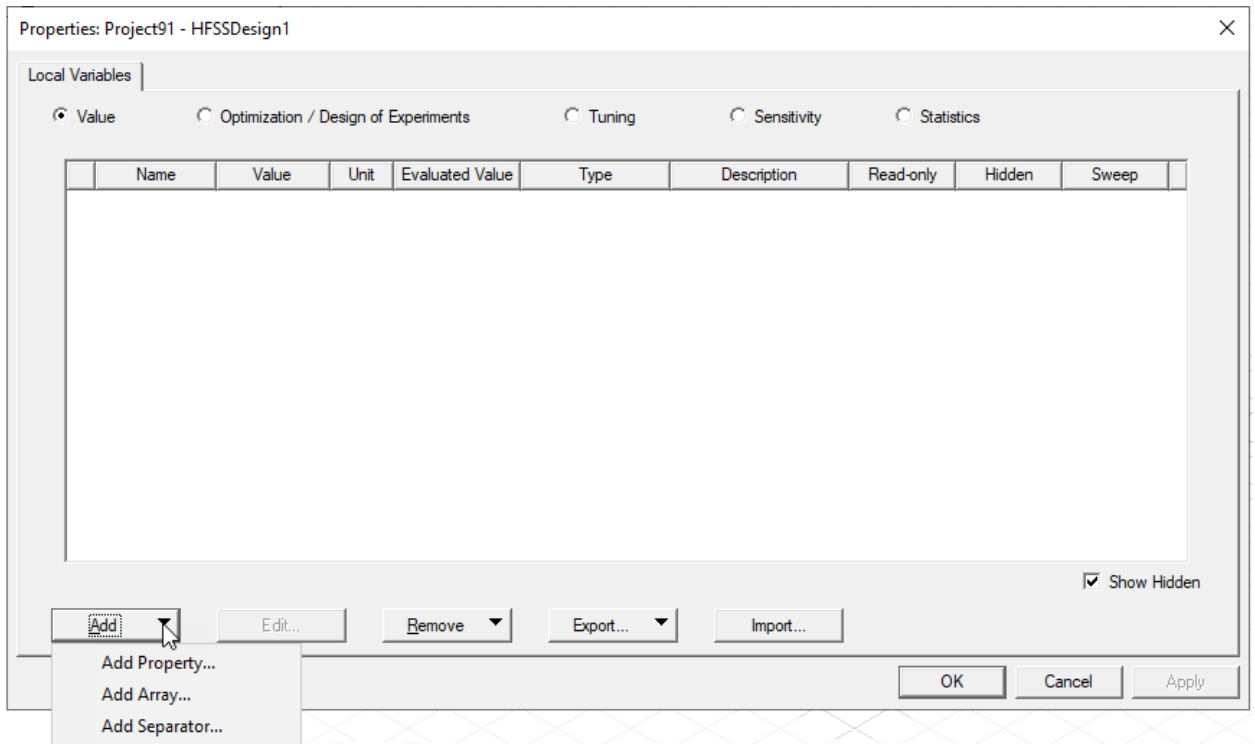 Properties: Project91 - HFSSDesign1
Local Variables
Value Optimization / Design of Experiments Tuning Sensitivity Statistics
Name Value Unit Evaluated Value Type Description Read-only Hidden Sweep
Show Hidden
Add Edit... Remove Export... Import...
Add Property...
OK Cancel Apply
Add Array...
Add Separator...